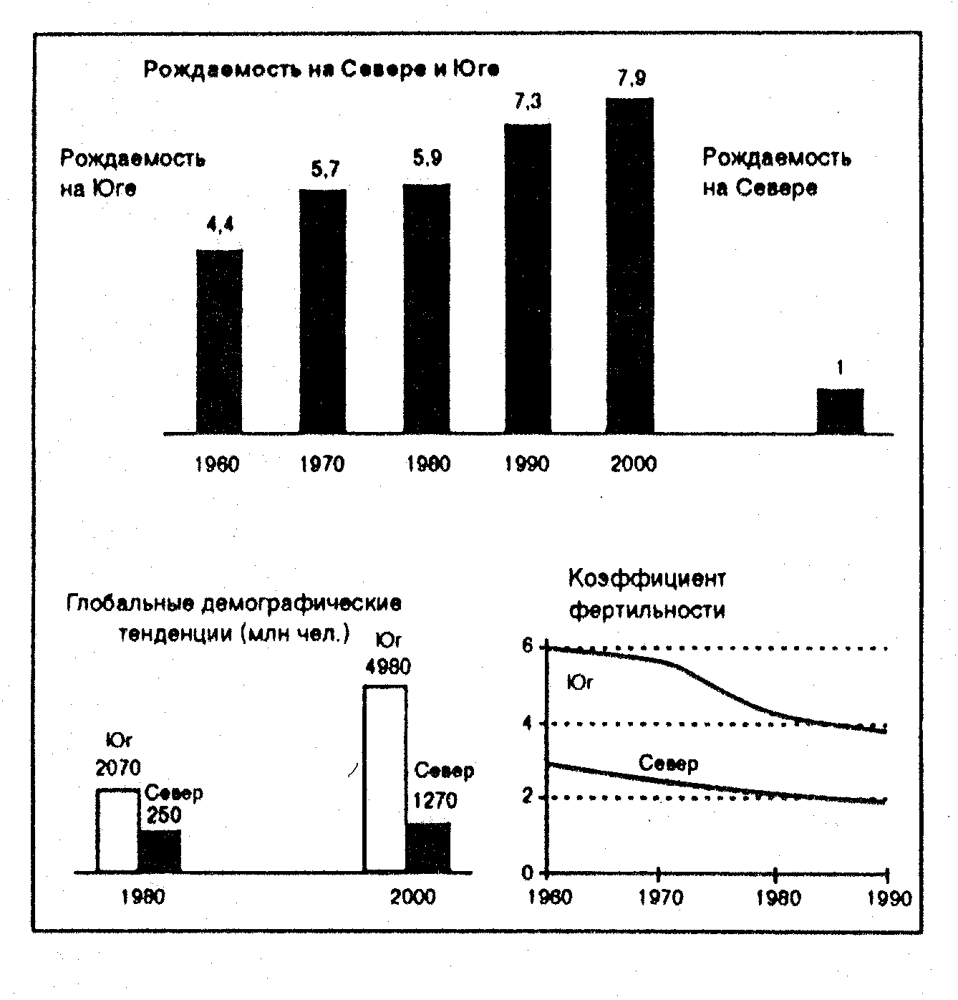 Рождаемость на Севере и Юге
7,9
7,3
Рождаемость
на Юге
5,7
5,9
4,4
Рождаемость
на Севере
1
1960
1970
1980
1990
2000
Глобальные демографические
тенденции (млн чел.)
Юг
4980
Юг
2070
Север
250
Север
1270
1980
2000
Коэффициент
фертильности
6
Юг
4
Север
2
0
1960
1970
1980
1990